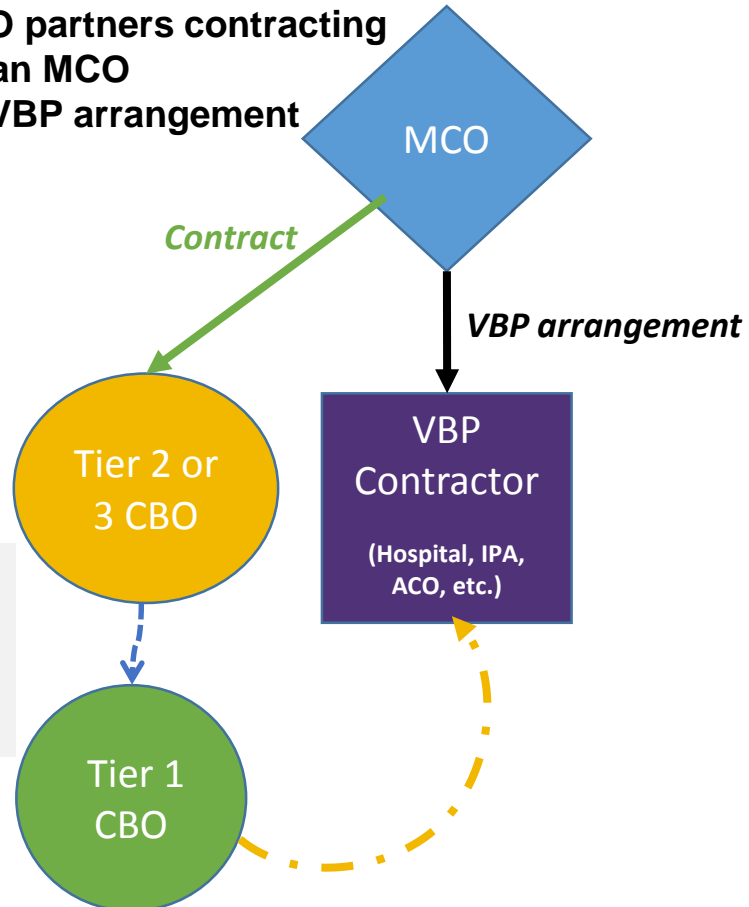 partners contracting
an MCO
VBP arrangement
MCO
Contract
VBP arrangement
Tier 2 or
3 CBO
VBP
Contractor
(Hospital, IPA,
ACO, etc.)
Tier 1
CBO